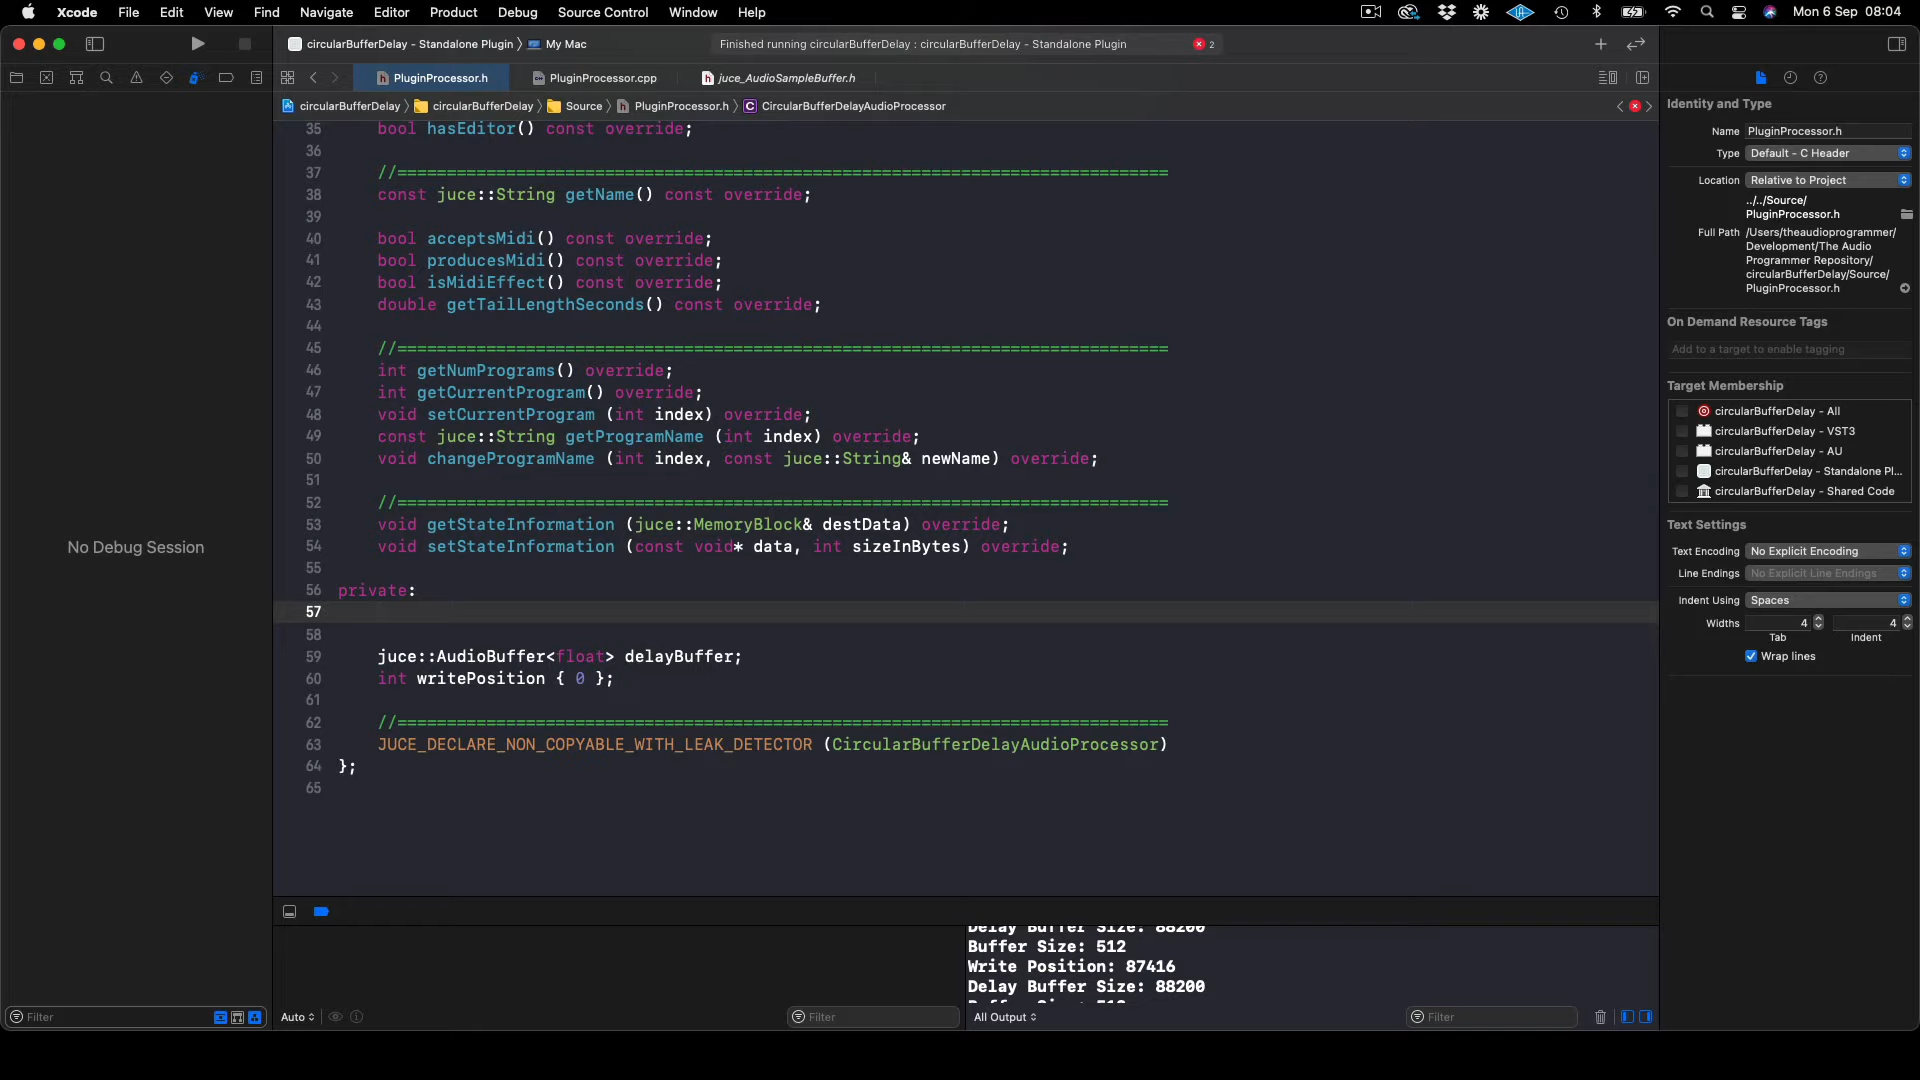 Xcode File Edit View Find Navigate Editor Product Debug Source Control Window Help Mon 6 Sep 08:04
circularBufferDelay - Standalone Plugin My Mac Finished running circularBufferDelay : circularBufferDelay - Standalone Plugin 2
PluginProcessor.h PluginProcessor.cpp juce_AudioSampleBuffer.h
circularBufferDelay circularBufferDelay Source PluginProcessor.h CircularBufferDelayAudioProcessor
35 bool hasEditor() const override;
36
37 //==============================================================================
38 const juce::String getName() const override;
39
40 bool acceptsMidi() const override;
41 bool producesMidi() const override;
42 bool isMidiEffect() const override;
43 double getTailLengthSeconds() const override;
44
45 //==============================================================================
46 int getNumPrograms() override;
47 int getCurrentProgram() override;
48 void setCurrentProgram (int index) override;
49 const juce::String getProgramName (int index) override;
50 void changeProgramName (int index, const juce::String& newName) override;
51
52 //==============================================================================
53 void getStateInformation (juce::MemoryBlock& destData) override;
54 void setStateInformation (const void* data, int sizeInBytes) override;
55
56 private:
57
58
59 juce::AudioBuffer<float> delayBuffer;
60 int writePosition { 0 };
61
62 //==============================================================================
63 JUCE_DECLARE_NON_COPYABLE_WITH_LEAK_DETECTOR (CircularBufferDelayAudioProcessor)
64 };
65
No Debug Session
Filter
Auto
Filter
Delay Buffer Size: 88200
Buffer Size: 512
Write Position: 87416
Delay Buffer Size: 88200
Buffer Size: 512
All Output
Filter
Identity and Type
Name PluginProcessor.h
Type Default - C Header
Location Relative to Project
../../Source/
PluginProcessor.h
Full Path /Users/theaudioprogrammer/
Development/The Audio
Programmer Repository/
circularBufferDelay/Source/
PluginProcessor.h
On Demand Resource Tags
Add to a target to enable tagging
Target Membership
circularBufferDelay - All
circularBufferDelay - VST3
circularBufferDelay - AU
circularBufferDelay - Standalone Pl...
circularBufferDelay - Shared Code
Text Settings
Text Encoding No Explicit Encoding
Line Endings No Explicit Line Endings
Indent Using Spaces
Widths 4 4
Tab Indent
Wrap lines